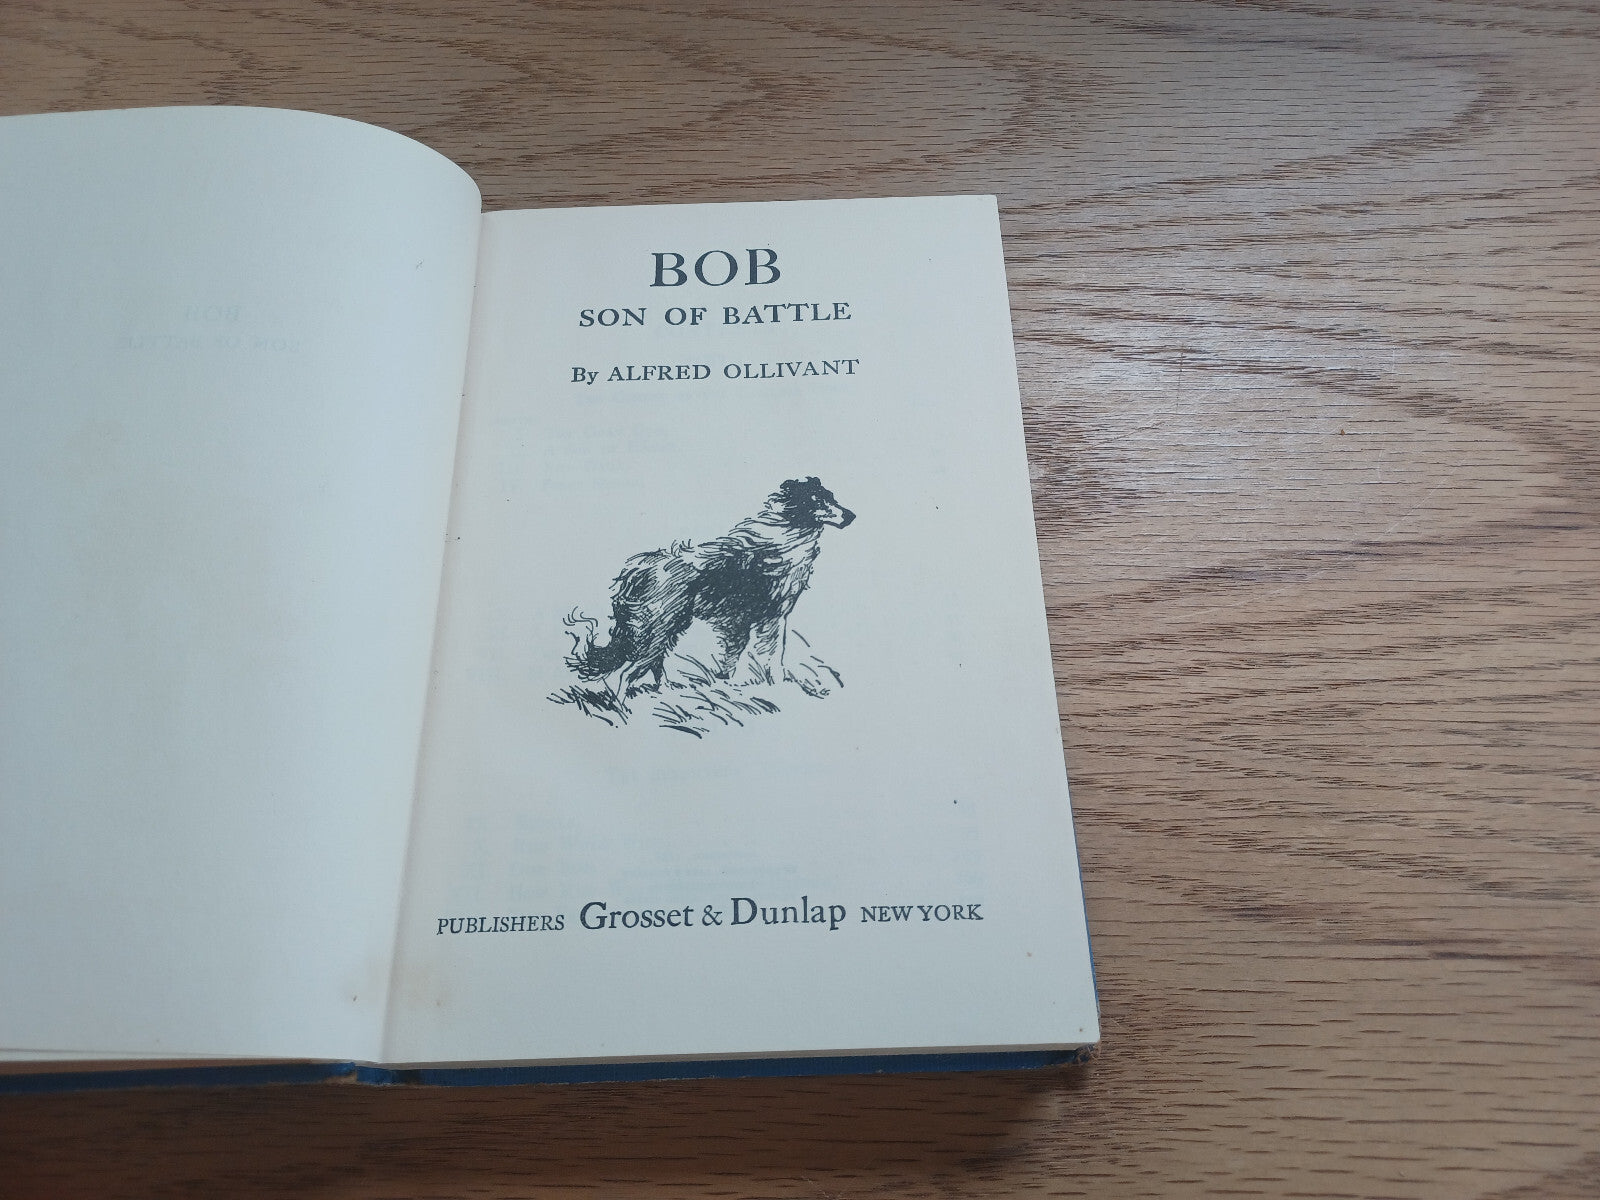 BOB
SON OF BATTLE
By ALFRED OLLIVANT
PUBLISHERS Grosset & Dunlap NEW YORK